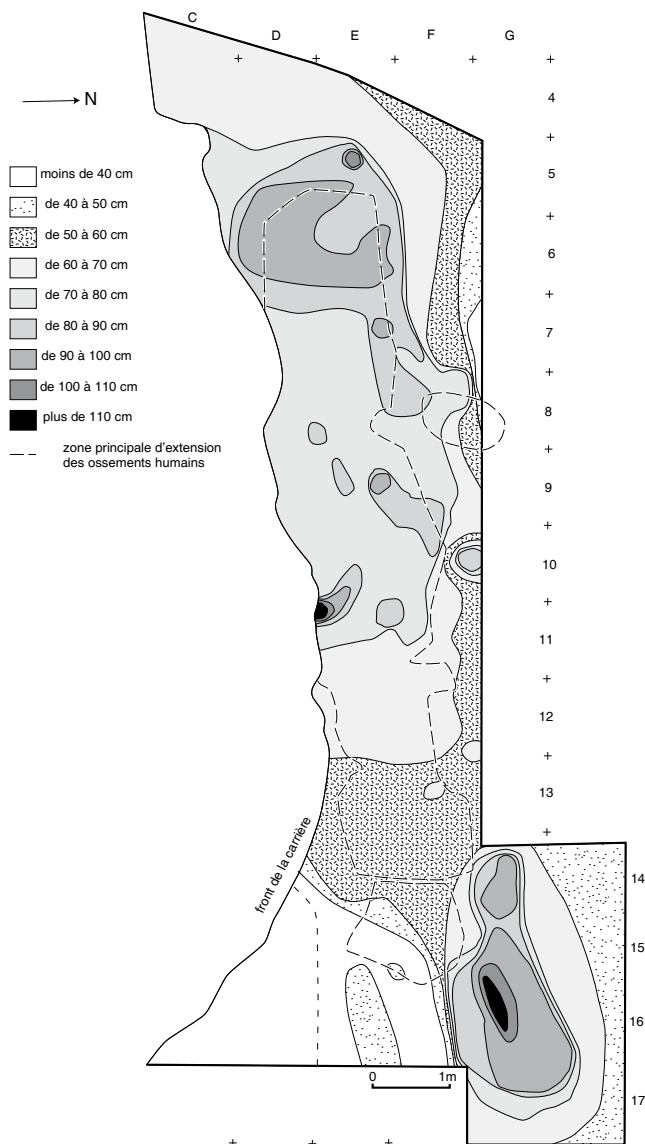 C D E F G
N
moins de 40 cm
de 40 à 50 cm
de 50 à 60 cm
de 60 à 70 cm
de 70 à 80 cm
de 80 à 90 cm
de 90 à 100 cm
de 100 à 110 cm
plus de 110 cm
zone principale d'extension
des ossements humains
4
5
6
7
8
9
10
11
12
13
14
15
16
17
front de la carrière
0 1m